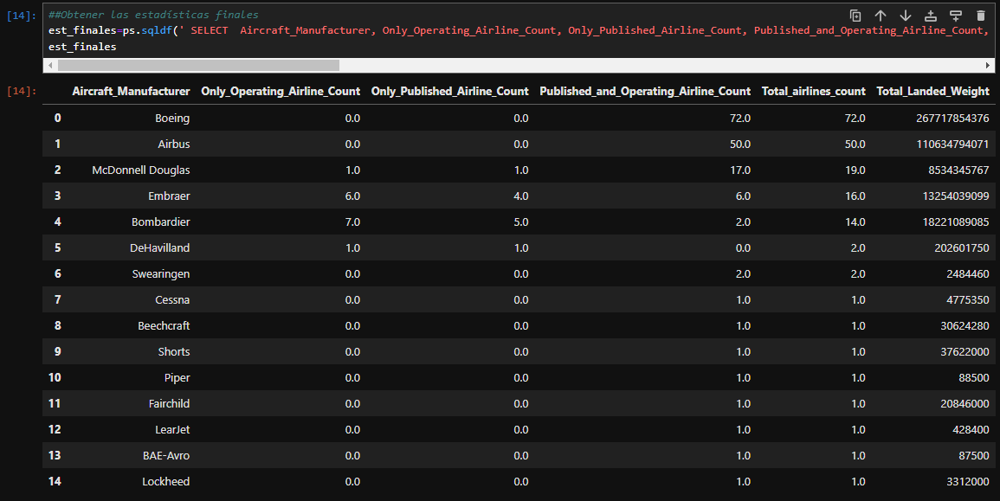 [14]: ##Obtener las estadísticas finales
est_finales=ps.sqldf(' SELECT  Aircraft_Manufacturer, Only_Operating_Airline_Count, Only_Published_Airline_Count, Published_and_Operating_Airline_Count,
est_finales
[14]: Aircraft_Manufacturer Only_Operating_Airline_Count Only_Published_Airline_Count Published_and_Operating_Airline_Count Total_airlines_count Total_Landed_Weight
0 Boeing 0.0 0.0 72.0 72.0 267717854376
1 Airbus 0.0 0.0 50.0 50.0 110634794071
2 McDonnell Douglas 1.0 1.0 17.0 19.0 8534345767
3 Embraer 6.0 4.0 6.0 16.0 13254039099
4 Bombardier 7.0 5.0 2.0 14.0 18221089085
5 DeHavilland 1.0 1.0 0.0 2.0 202601750
6 Swearingen 0.0 0.0 2.0 2.0 2484460
7 Cessna 0.0 0.0 1.0 1.0 4775350
8 Beechcraft 0.0 0.0 1.0 1.0 30624280
9 Shorts 0.0 0.0 1.0 1.0 37622000
10 Piper 0.0 0.0 1.0 1.0 88500
11 Fairchild 0.0 0.0 1.0 1.0 20846000
12 LearJet 0.0 0.0 1.0 1.0 428400
13 BAE-Avro 0.0 0.0 1.0 1.0 87500
14 Lockheed 0.0 0.0 1.0 1.0 3312000